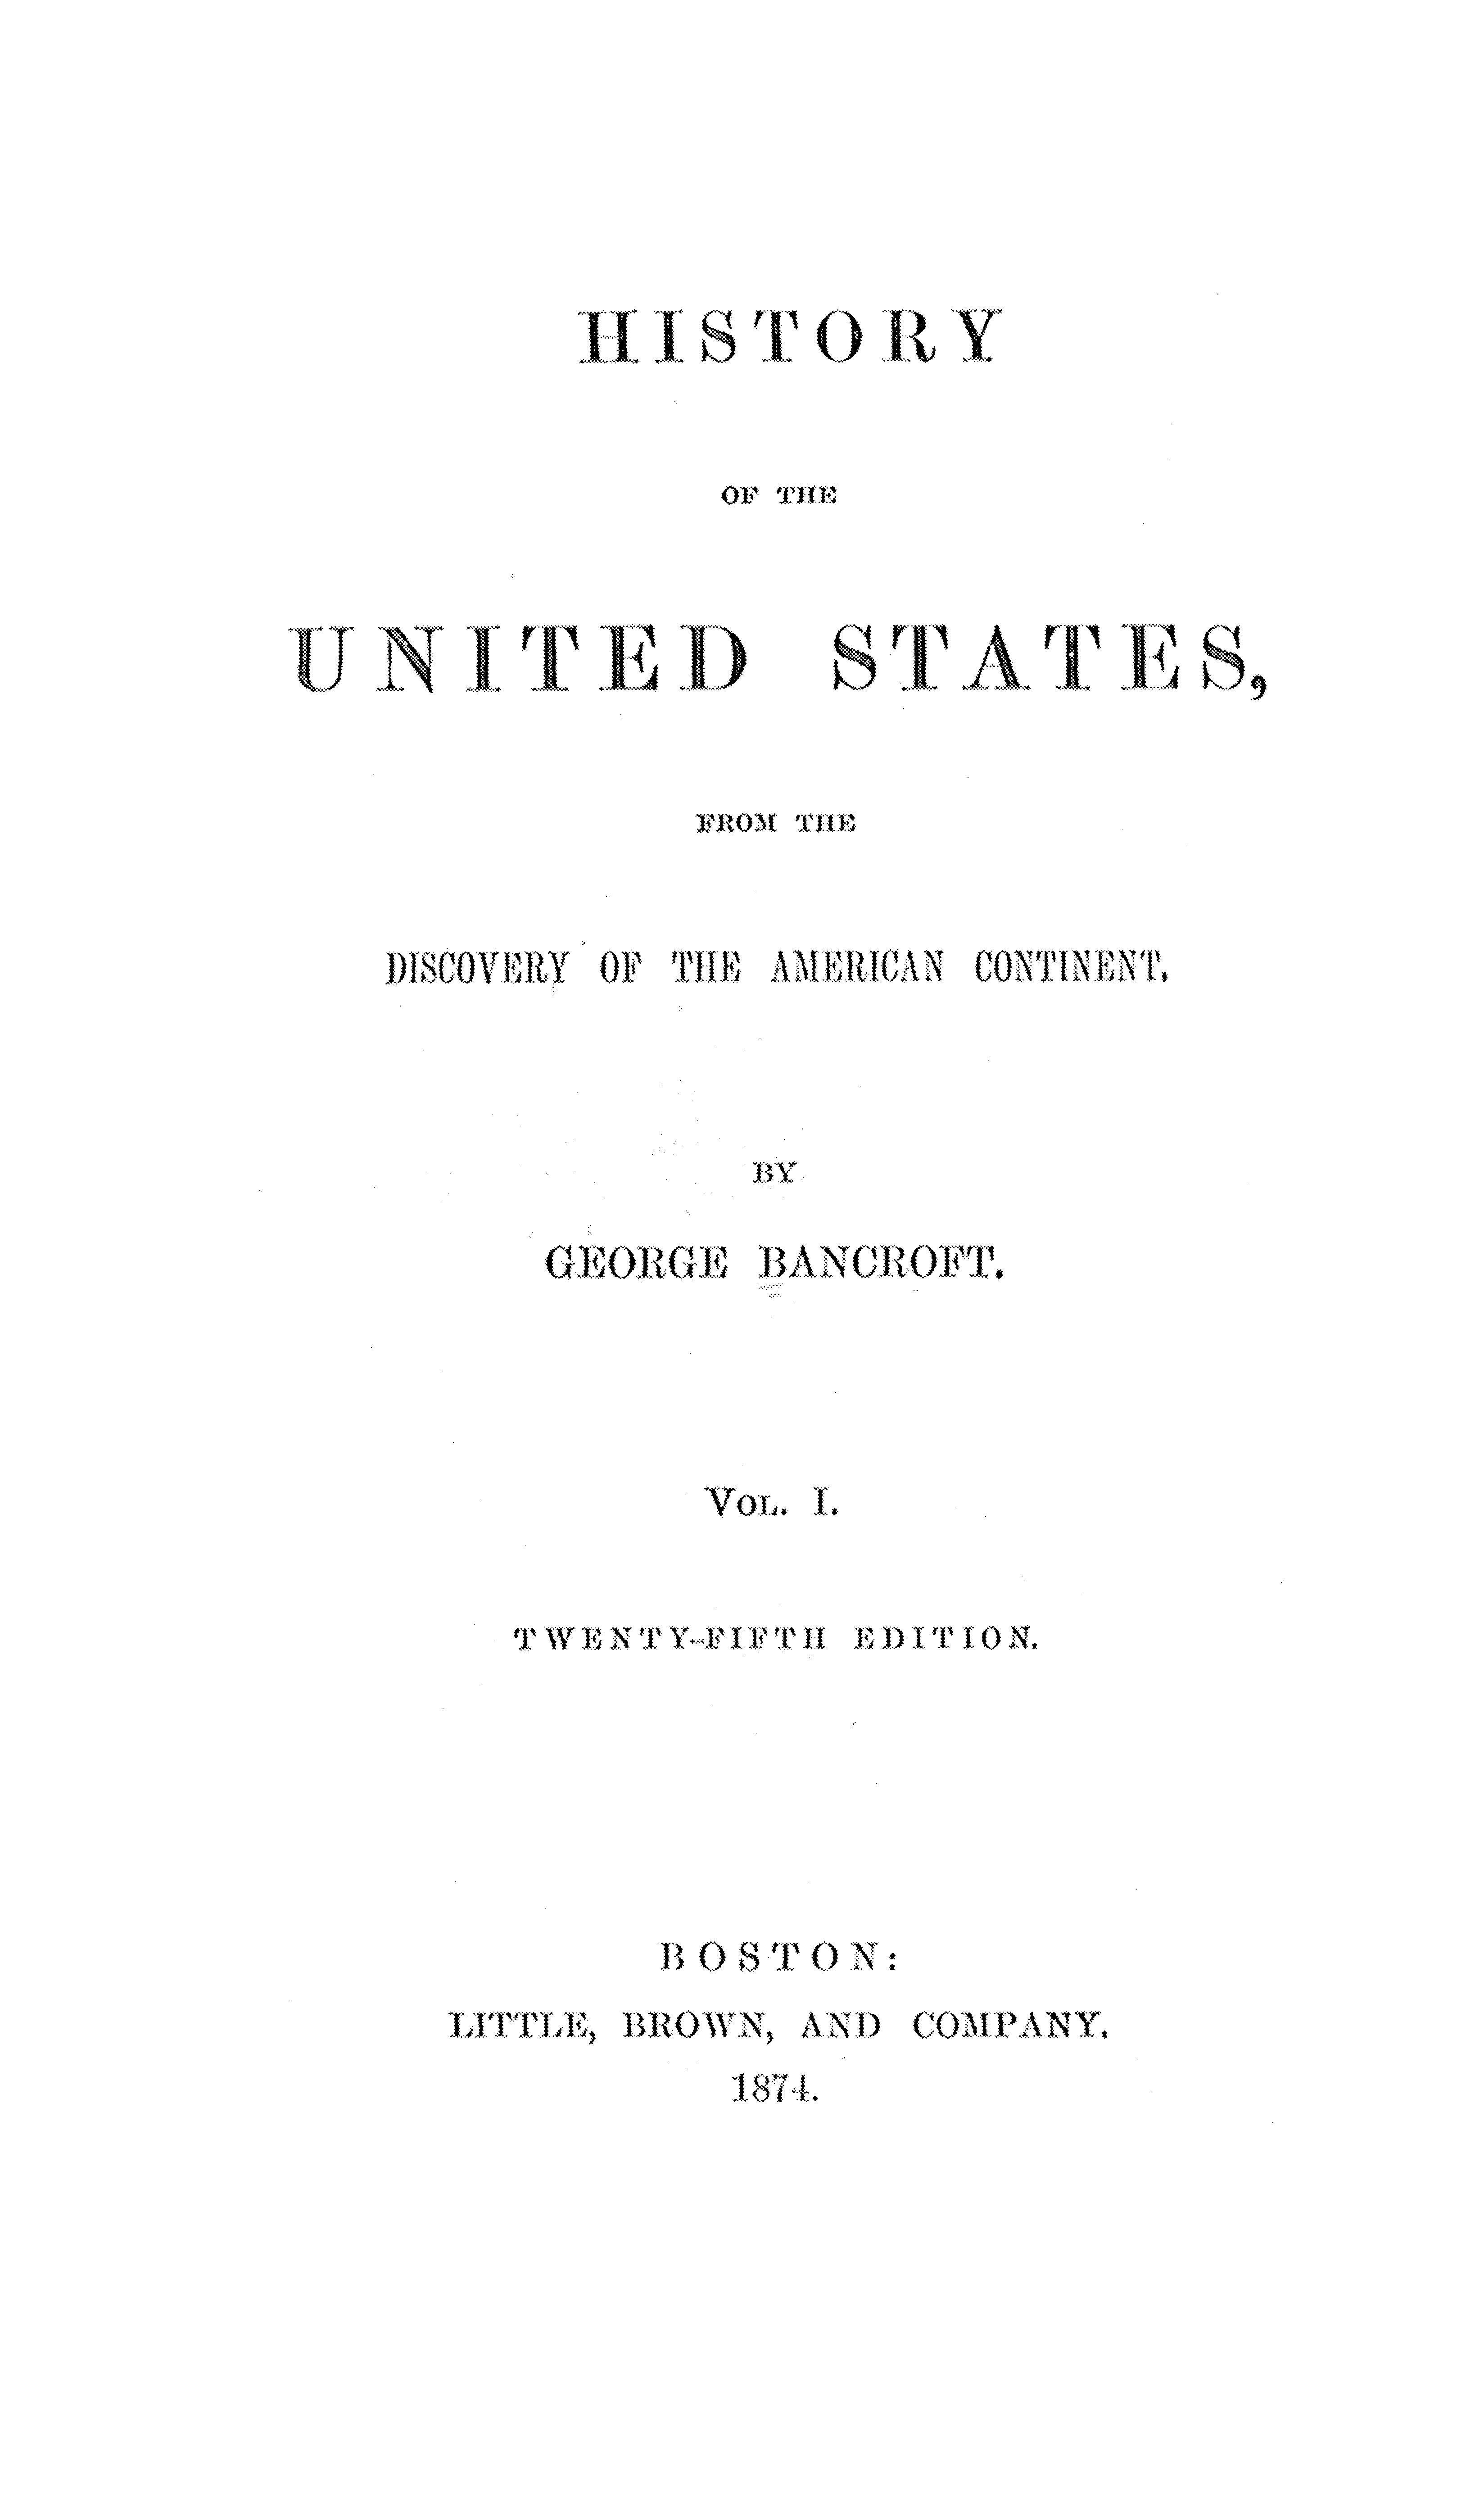 HISTORY
OF THE
UNITED STATES,
FROM THE
DISCOVERY OF THE AMERICAN CONTINENT.
BY
GEORGE BANCROFT.
VOL. I.
TWENTY-FIFTH EDITION.
BOSTON:
LITTLE, BROWN, AND COMPANY.
1874.